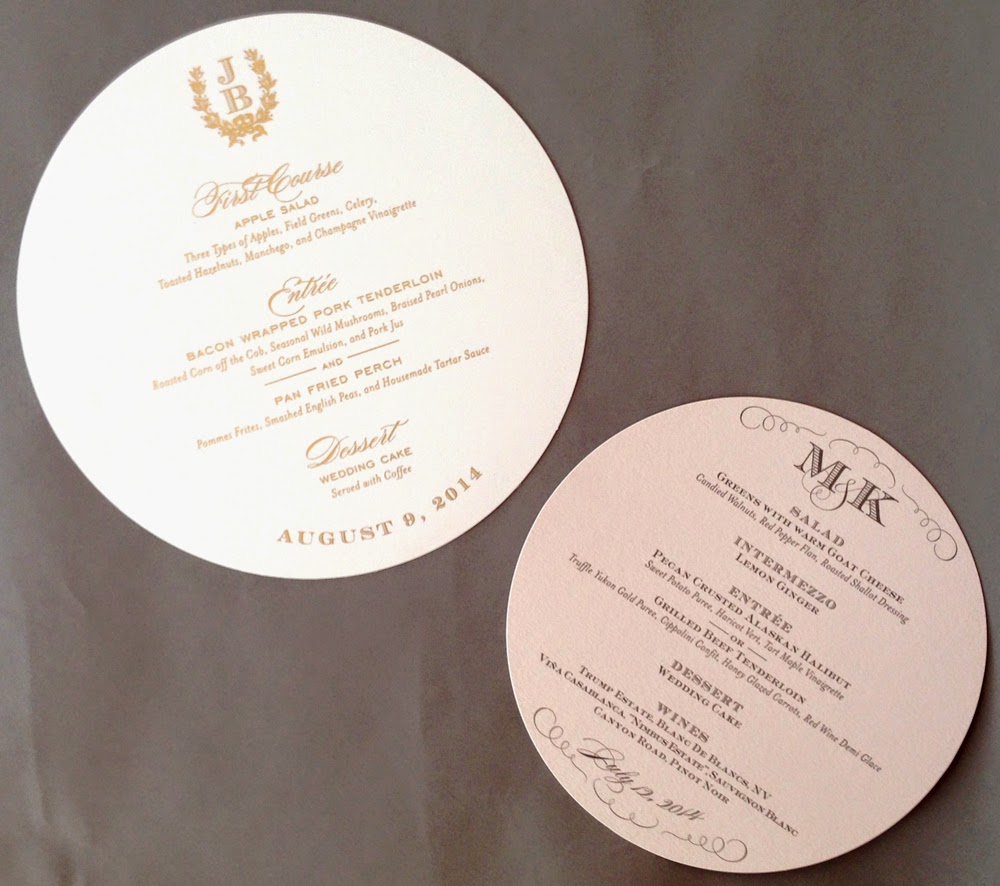 J
B
First Course
APPLE SALAD
Three Types of Apples, Field Greens, Celery,
Toasted Hazelnuts, Manchego, and Champagne Vinaigrette
Entrée
BACON WRAPPED PORK TENDERLOIN
Roasted Corn off the Cob, Seasonal Wild Mushrooms, Braised Pearl Onions,
Sweet Corn Emulsion, and Pork Jus
AND
PAN FRIED PERCH
Pommes Frites, Smashed English Peas, and Housemade Tartar Sauce
Dessert
WEDDING CAKE
Served with Coffee
AUGUST 9, 2014
M&K
SALAD
GREENS WITH WARM GOAT CHEESE
Candied Walnuts, Red Pepper Flan, Roasted Shallot Dressing
INTERMEZZO
LEMON GINGER
ENTRÉE
PECAN CRUSTED ALASKAN HALIBUT
Sweet Potato Puree, Haricot Vert, Tart Maple Vinaigrette
OR
GRILLED BEEF TENDERLOIN
Truffle Yukon Gold Puree, Cippolini Confit, Honey Glazed Carrots, Red Wine Demi Glace
DESSERT
WEDDING CAKE
WINES
TRUMP ESTATE, BLANC DE BLANCS, NV
VIÑA CASABLANCA, "NIMBUS ESTATE"-SAUVIGNON BLANC
CANYON ROAD, PINOT NOIR
July 12, 2014